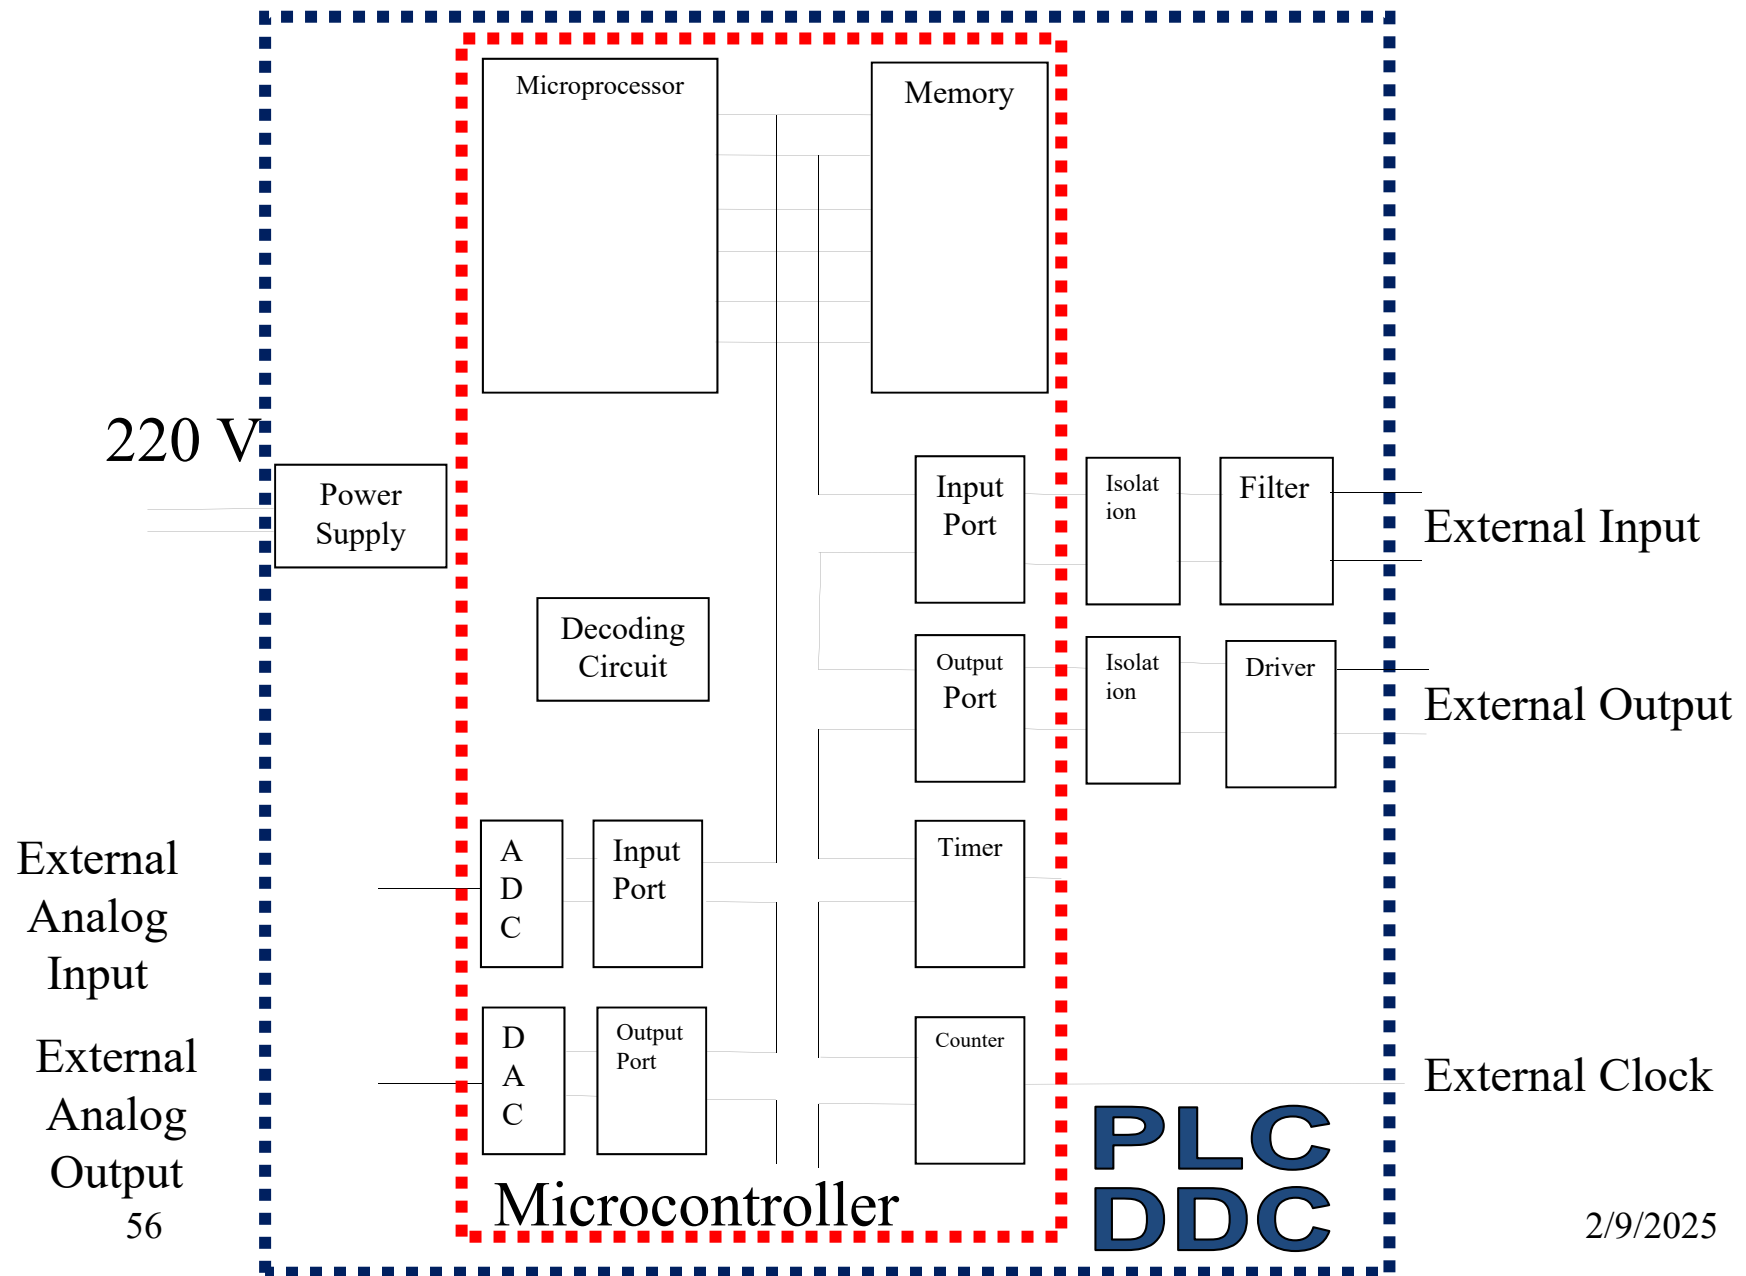 Microprocessor
Memory
220 V
Power
Supply
Input
Port
Isolat
ion
Filter
External Input
Decoding
Circuit
Output
Port
Isolat
ion
Driver
External Output
A
D
C
Input
Port
Timer
External
Analog
Input
D
A
C
Output
Port
Counter
External
Analog
Output
External Clock
PLC
DDC
Microcontroller
56
2/9/2025